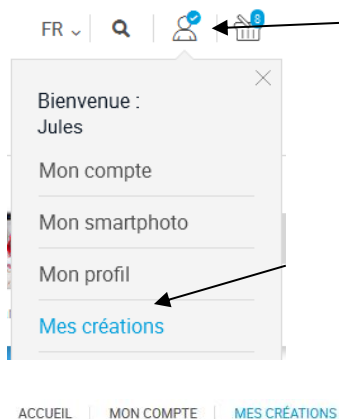 FR 8
Bienvenue :
Jules
Mon compte
Mon smartphoto
Mon profil
Mes créations
ACCUEIL MON COMPTE MES CRÉATIONS